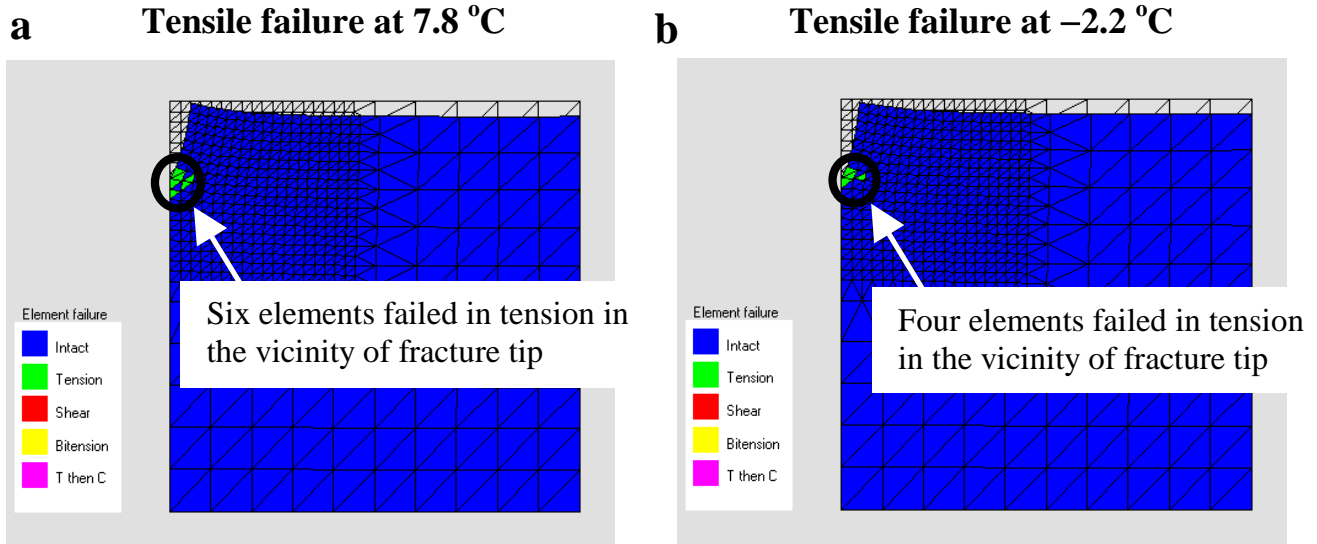 a
Tensile failure at 7.8 °C
Six elements failed in tension in
the vicinity of fracture tip
Element failure
Intact
Tension
Shear
Bitension
T then C
b
Tensile failure at −2.2 °C
Four elements failed in tension
in the vicinity of fracture tip
Element failure
Intact
Tension
Shear
Bitension
T then C